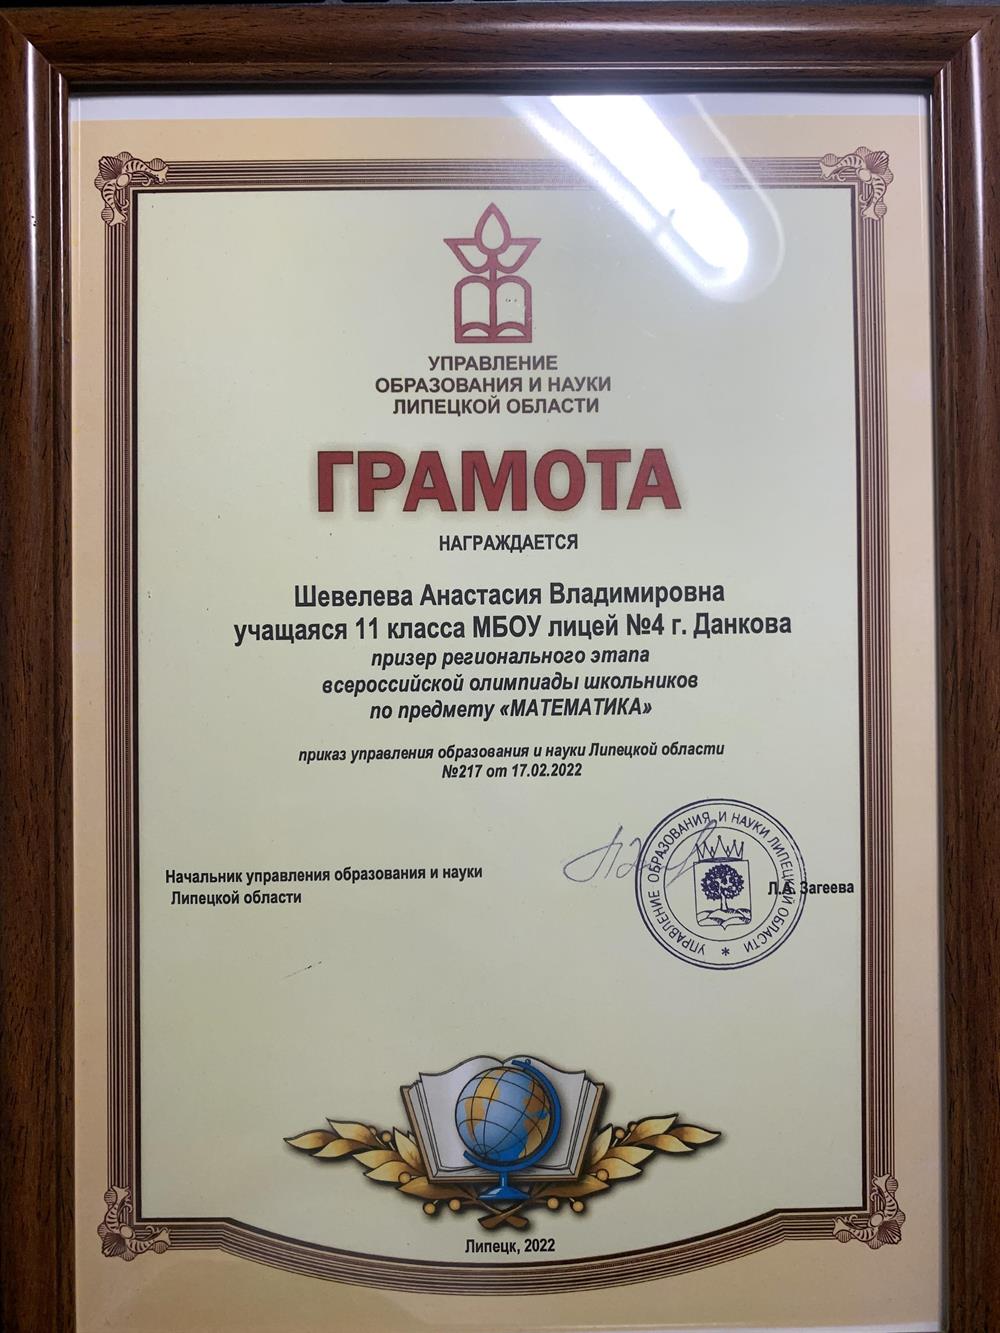 УПРАВЛЕНИЕ
ОБРАЗОВАНИЯ И НАУКИ
ЛИПЕЦКОЙ ОБЛАСТИ
ГРАМОТА
НАГРАЖДАЕТСЯ
Шевелева Анастасия Владимировна
учащаяся 11 класса МБОУ лицей №4 г. Данкова
призер регионального этапа
всероссийской олимпиады школьников
по предмету «МАТЕМАТИКА»
приказ управления образования и науки Липецкой области
№217 от 17.02.2022
Начальник управления образования и науки
Липецкой области
Л.А. Загеева
УПРАВЛЕНИЕ ОБРАЗОВАНИЯ И НАУКИ ЛИПЕЦКОЙ ОБЛАСТИ *
Липецк, 2022